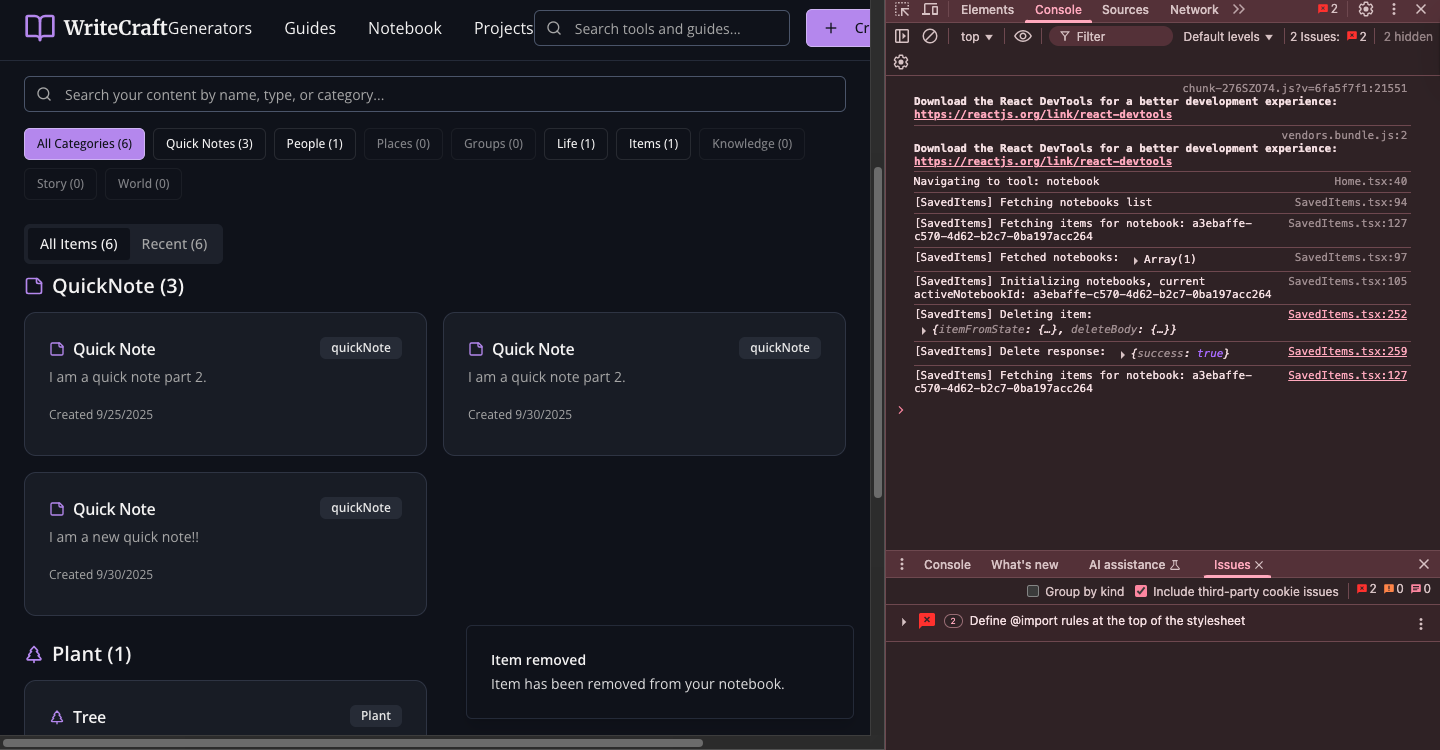 WriteCraft Generators Guides Notebook Projects Search tools and guides... + Cr
Search your content by name, type, or category...
All Categories (6) Quick Notes (3) People (1) Places (0) Groups (0) Life (1) Items (1) Knowledge (0)
Story (0) World (0)
All Items (6) Recent (6)
QuickNote (3)
Quick Note quickNote
I am a quick note part 2.
Created 9/25/2025
Quick Note quickNote
I am a quick note part 2.
Created 9/30/2025
Quick Note quickNote
I am a new quick note!!
Created 9/30/2025
Plant (1)
Tree Plant
Item removed
Item has been removed from your notebook.
Elements Console Sources Network 2
top Filter Default levels 2 Issues: 2 2 hidden
chunk-276SZO74.js?v=6fa5f7f1:21551
Download the React DevTools for a better development experience:
https://reactjs.org/link/react-devtools
vendors.bundle.js:2
Download the React DevTools for a better development experience:
https://reactjs.org/link/react-devtools
Navigating to tool: notebook Home.tsx:40
[SavedItems] Fetching notebooks list SavedItems.tsx:94
[SavedItems] Fetching items for notebook: a3ebaffe- SavedItems.tsx:127
c570-4d62-b2c7-0ba197acc264
[SavedItems] Fetched notebooks: Array(1) SavedItems.tsx:97
[SavedItems] Initializing notebooks, current SavedItems.tsx:105
activeNotebookId: a3ebaffe-c570-4d62-b2c7-0ba197acc264
[SavedItems] Deleting item: SavedItems.tsx:252
{itemFromState: {…}, deleteBody: {…}}
[SavedItems] Delete response: {success: true} SavedItems.tsx:259
[SavedItems] Fetching items for notebook: a3ebaffe- SavedItems.tsx:127
c570-4d62-b2c7-0ba197acc264
Console What's new AI assistance Issues
Group by kind Include third-party cookie issues 2 0 0
2 Define @import rules at the top of the stylesheet